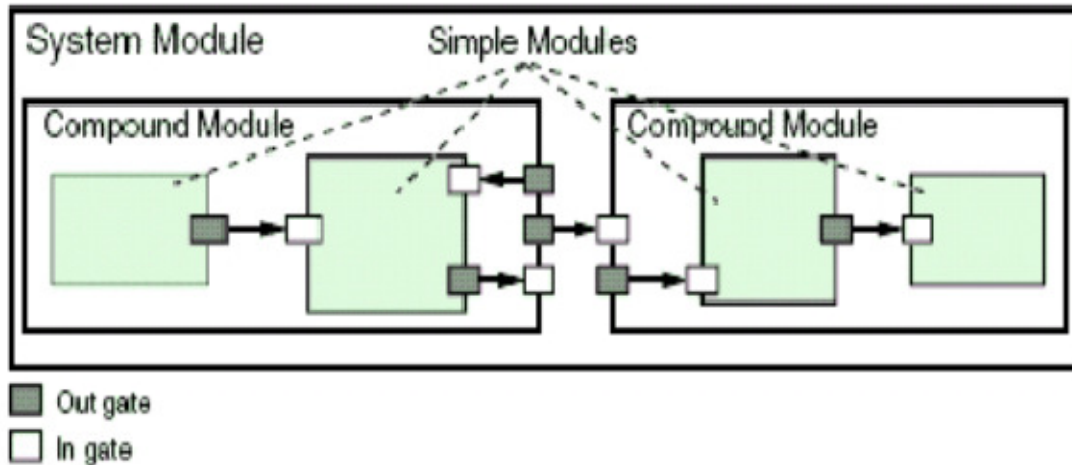 System Module
Simple Modules
Compound Module
Compound Module
Out gate
In gate